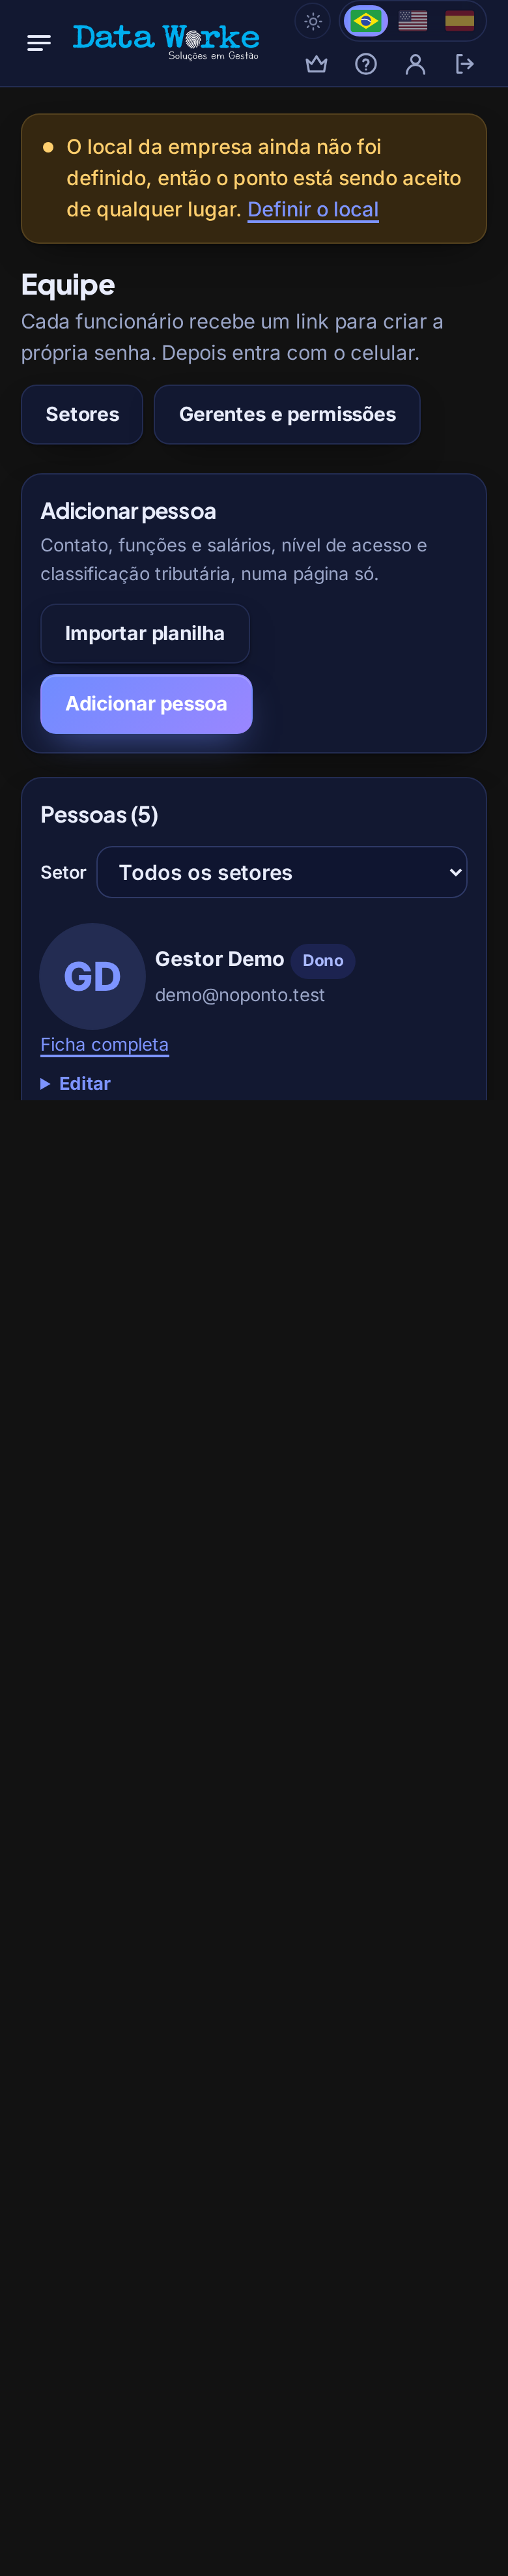 Data Worke
Soluções em Gestão
O local da empresa ainda não foi
definido, então o ponto está sendo aceito
de qualquer lugar. Definir o local
Equipe
Cada funcionário recebe um link para criar a
própria senha. Depois entra com o celular.
Setores
Gerentes e permissões
Adicionar pessoa
Contato, funções e salários, nível de acesso e
classificação tributária, numa página só.
Importar planilha
Adicionar pessoa
Pessoas (5)
Setor
Todos os setores
GD
Gestor Demo
Dono
demo@noponto.test
Ficha completa
Editar